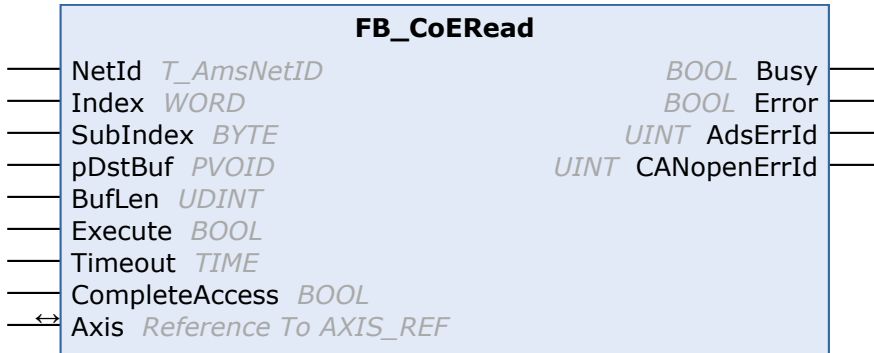 FB_CoERead
NetId T_AmsNetID BOOL Busy
Index WORD BOOL Error
SubIndex BYTE UINT AdsErrId
pDstBuf PVOID UINT CANopenErrId
BufLen UDINT
Execute BOOL
Timeout TIME
CompleteAccess BOOL
↔ Axis Reference To AXIS_REF